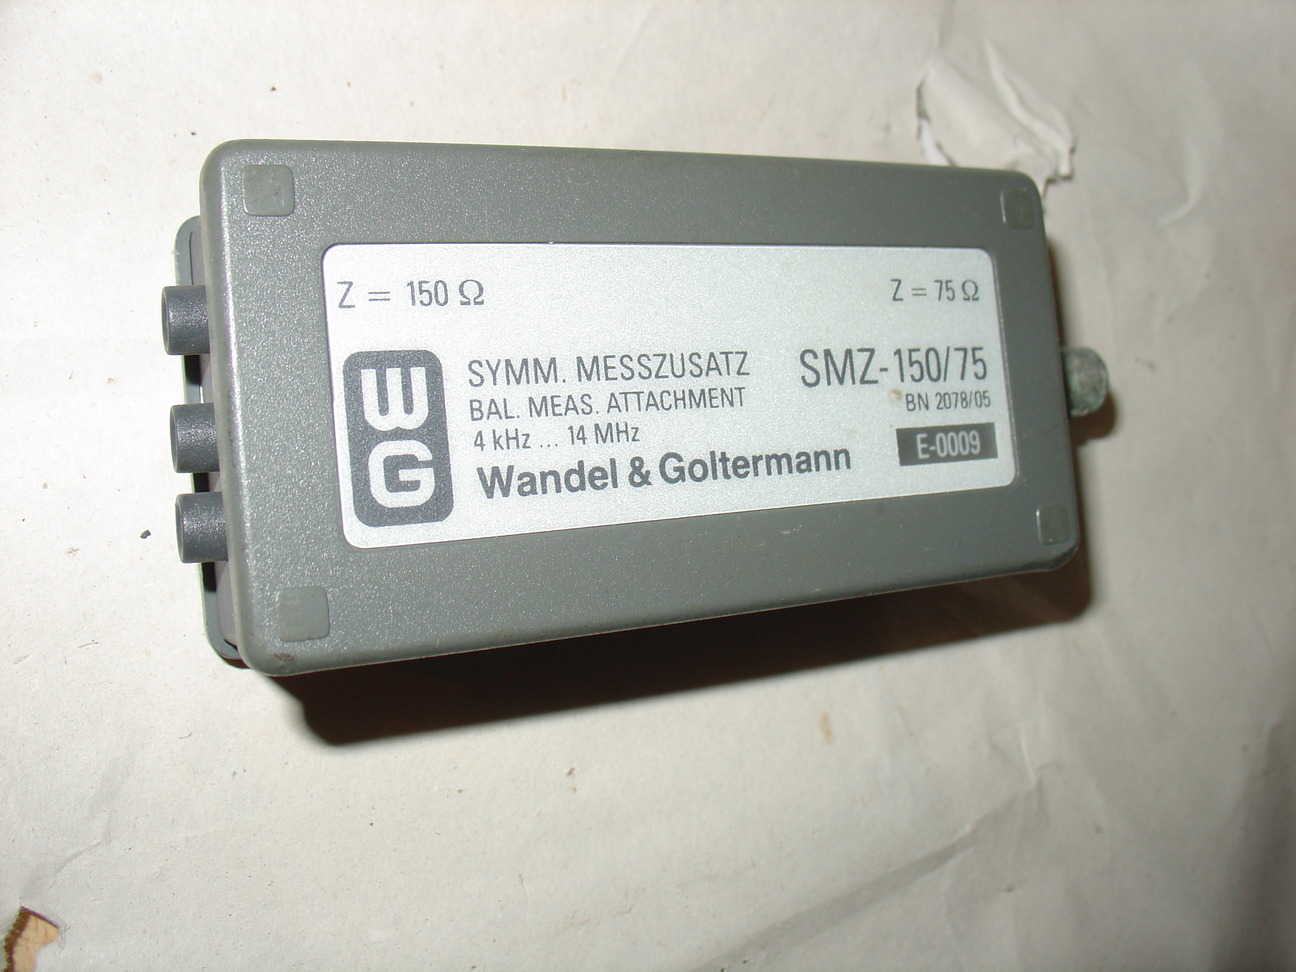 Z = 150 Ω
Z = 75 Ω
WG
SYMM. MESSZUSATZ
SMZ-150/75
BAL. MEAS. ATTACHMENT
BN 2078/05
4 kHz ... 14 MHz
E-0009
Wandel & Goltermann